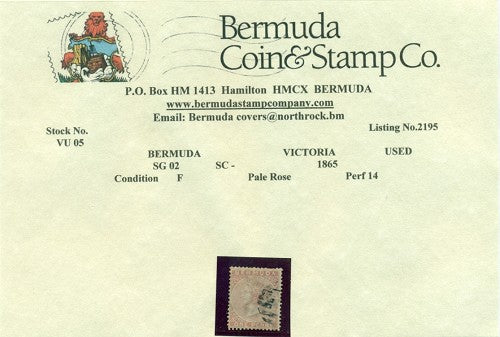 Bermuda
Coin&Stamp Co.
P.O. Box HM 1413 Hamilton HMCX BERMUDA
www.bermudastampcompany.com
Email: Bermuda covers@northrock.bm
Stock No. Listing No.2195
VU 05
BERMUDA VICTORIA USED
SG 02 SC - 1865
Condition F Pale Rose Perf 14
BERMUDA